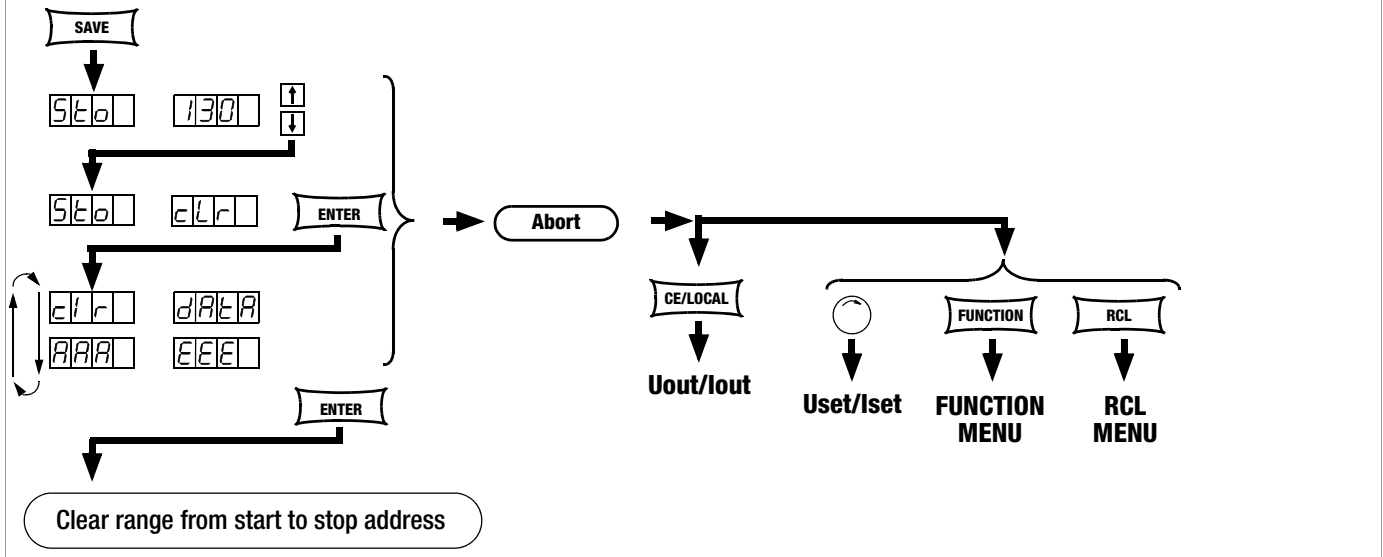 SAVE
Sto 130 ↑
↓
Sto cLr ENTER
Abort
clr dAtA
AAA EEE
CE/LOCAL
FUNCTION
RCL
Uout/Iout
Uset/Iset
FUNCTION
MENU
RCL
MENU
ENTER
Clear range from start to stop address